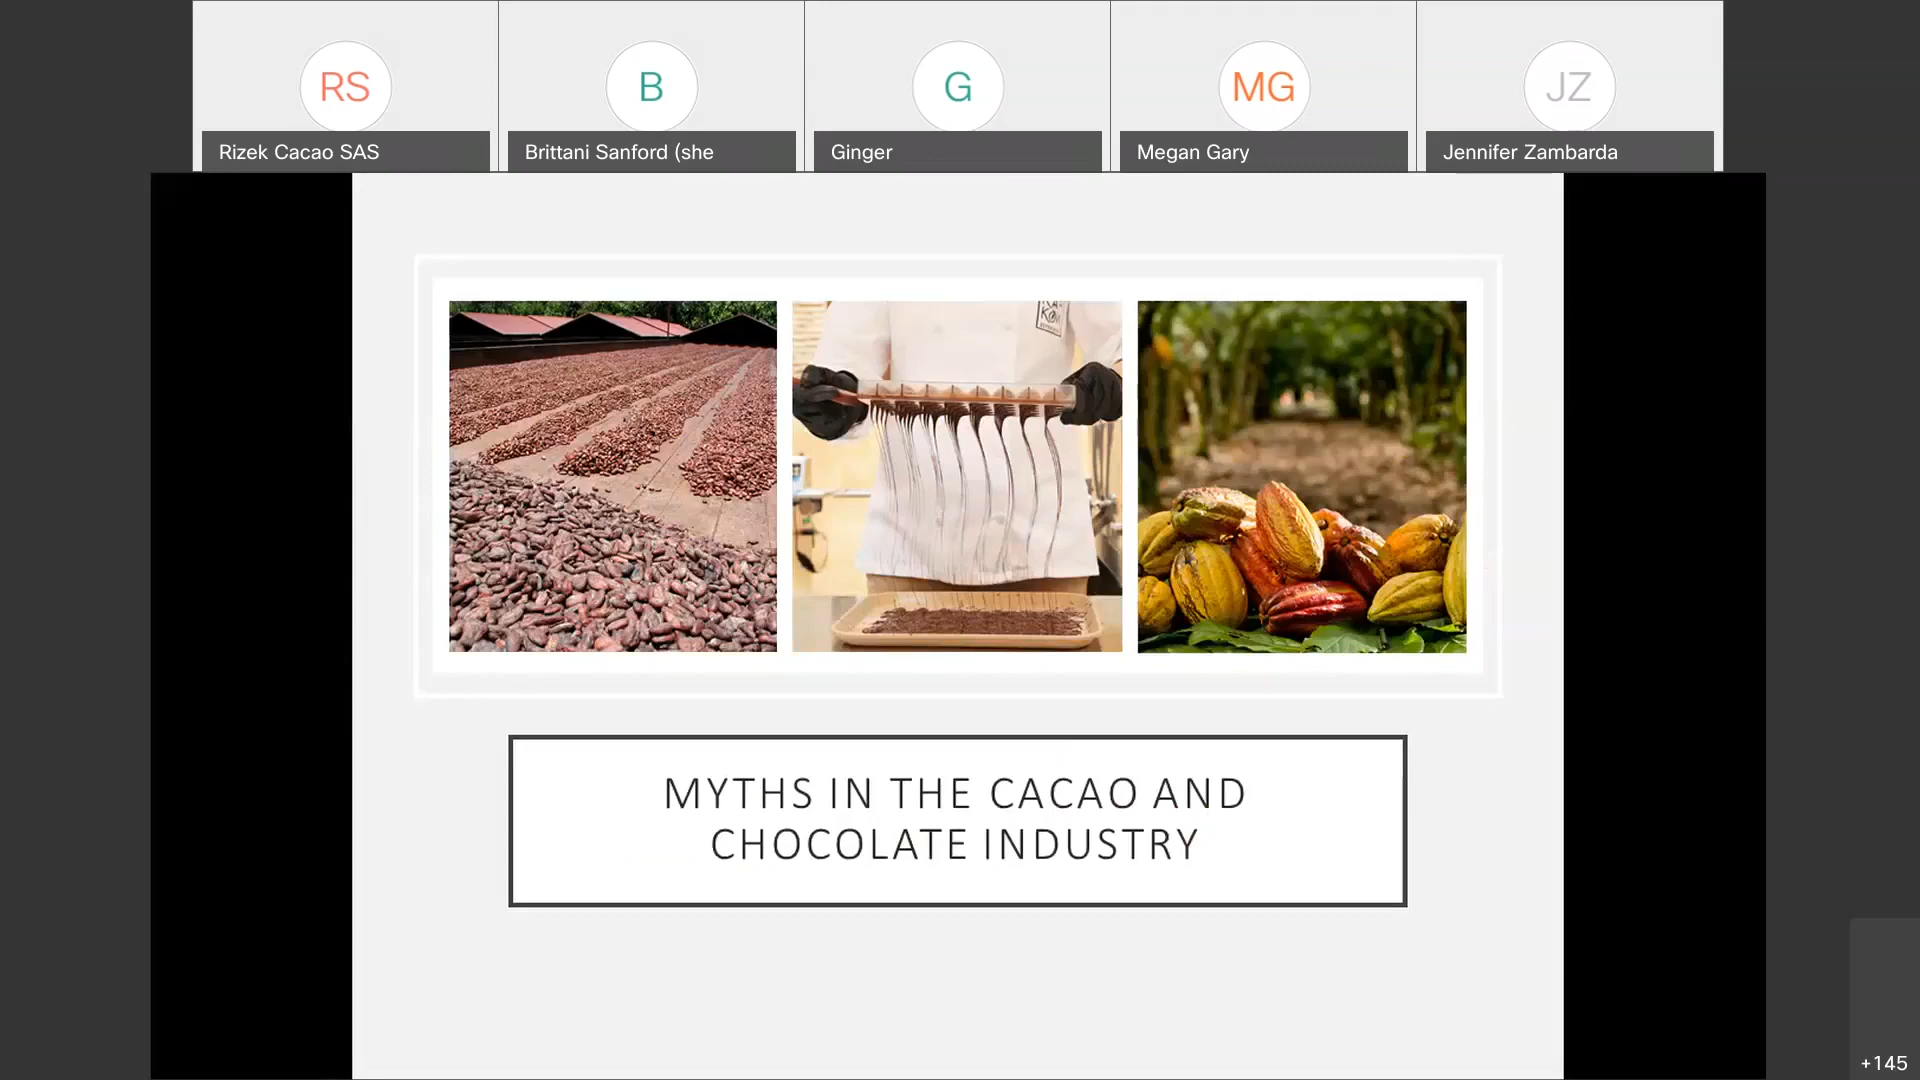 RS
B
G
MG
JZ
Rizek Cacao SAS
Brittani Sanford (she
Ginger
Megan Gary
Jennifer Zambarda
MYTHS IN THE CACAO AND
CHOCOLATE INDUSTRY
+145